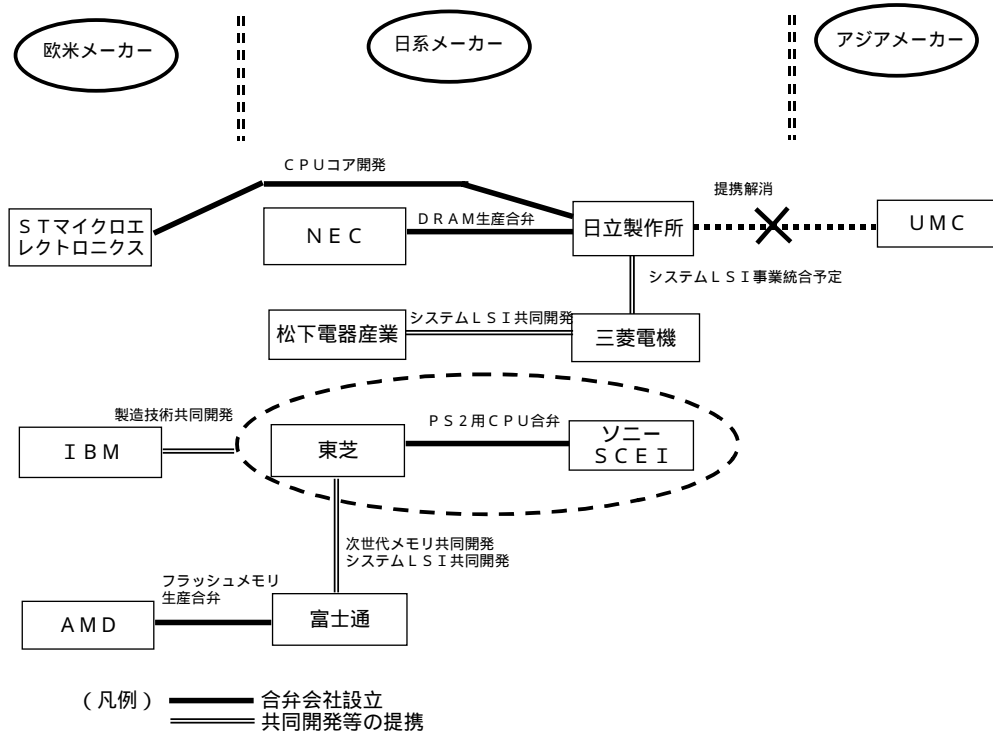 欧米メーカー
日系メーカー
アジアメーカー
ＣＰＵコア開発
提携解消
ＳＴマイクロエ
レクトロニクス
ＮＥＣ
ＤＲＡＭ生産合弁
日立製作所
ＵＭＣ
システムＬＳＩ事業統合予定
松下電器産業
システムＬＳＩ共同開発
三菱電機
製造技術共同開発
ＰＳ２用ＣＰＵ合弁
ＩＢＭ
東芝
ソニー
ＳＣＥＩ
次世代メモリ共同開発
システムＬＳＩ共同開発
フラッシュメモリ
生産合弁
ＡＭＤ
富士通
（凡例）
合弁会社設立
共同開発等の提携